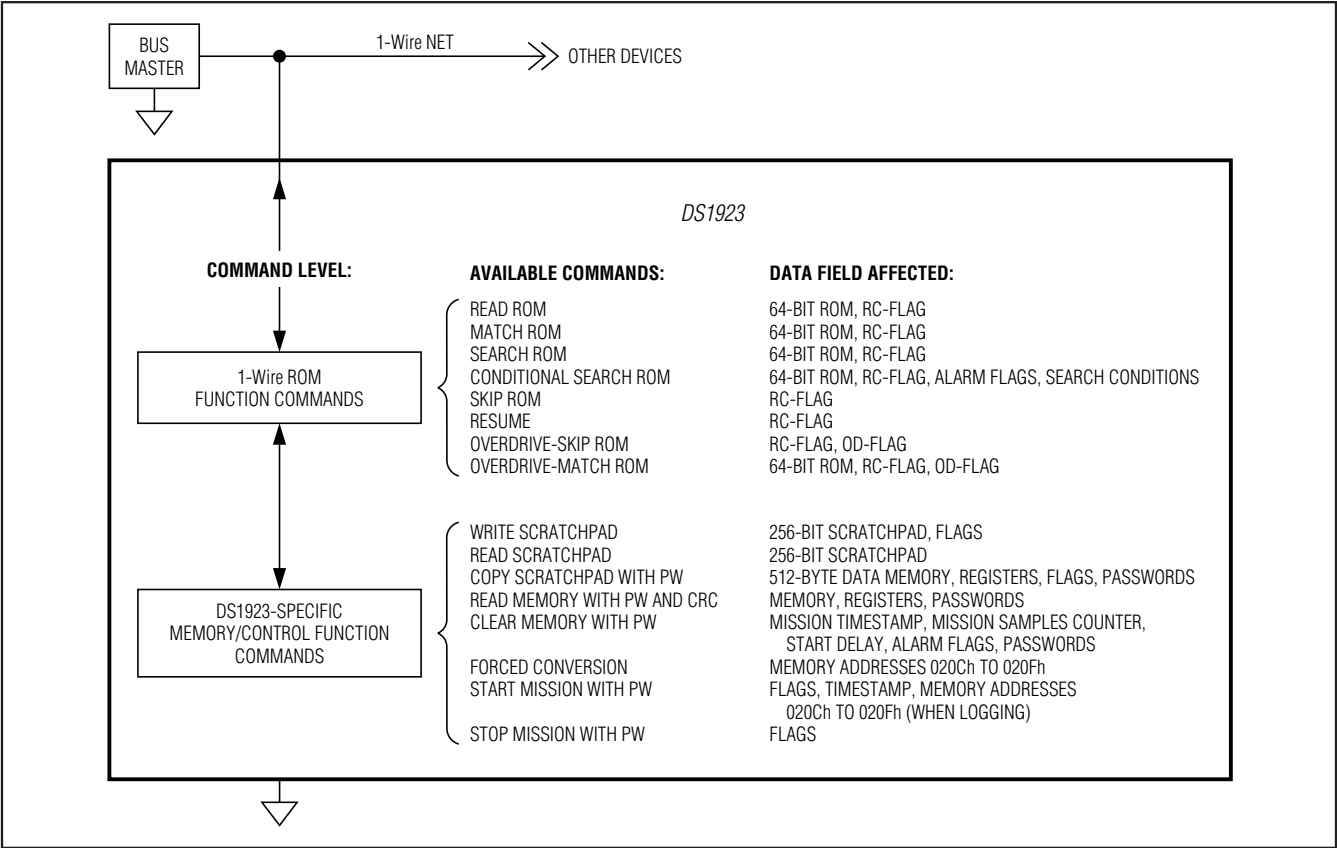 BUS
MASTER
1-Wire NET
OTHER DEVICES
DS1923
COMMAND LEVEL: AVAILABLE COMMANDS: DATA FIELD AFFECTED:
1-Wire ROM
FUNCTION COMMANDS
READ ROM 64-BIT ROM, RC-FLAG
MATCH ROM 64-BIT ROM, RC-FLAG
SEARCH ROM 64-BIT ROM, RC-FLAG
CONDITIONAL SEARCH ROM 64-BIT ROM, RC-FLAG, ALARM FLAGS, SEARCH CONDITIONS
SKIP ROM RC-FLAG
RESUME RC-FLAG
OVERDRIVE-SKIP ROM RC-FLAG, OD-FLAG
OVERDRIVE-MATCH ROM 64-BIT ROM, RC-FLAG, OD-FLAG
DS1923-SPECIFIC
MEMORY/CONTROL FUNCTION
COMMANDS
WRITE SCRATCHPAD 256-BIT SCRATCHPAD, FLAGS
READ SCRATCHPAD 256-BIT SCRATCHPAD
COPY SCRATCHPAD WITH PW 512-BYTE DATA MEMORY, REGISTERS, FLAGS, PASSWORDS
READ MEMORY WITH PW AND CRC MEMORY, REGISTERS, PASSWORDS
CLEAR MEMORY WITH PW MISSION TIMESTAMP, MISSION SAMPLES COUNTER,
START DELAY, ALARM FLAGS, PASSWORDS
FORCED CONVERSION MEMORY ADDRESSES 020Ch TO 020Fh
START MISSION WITH PW FLAGS, TIMESTAMP, MEMORY ADDRESSES
020Ch TO 020Fh (WHEN LOGGING)
STOP MISSION WITH PW FLAGS